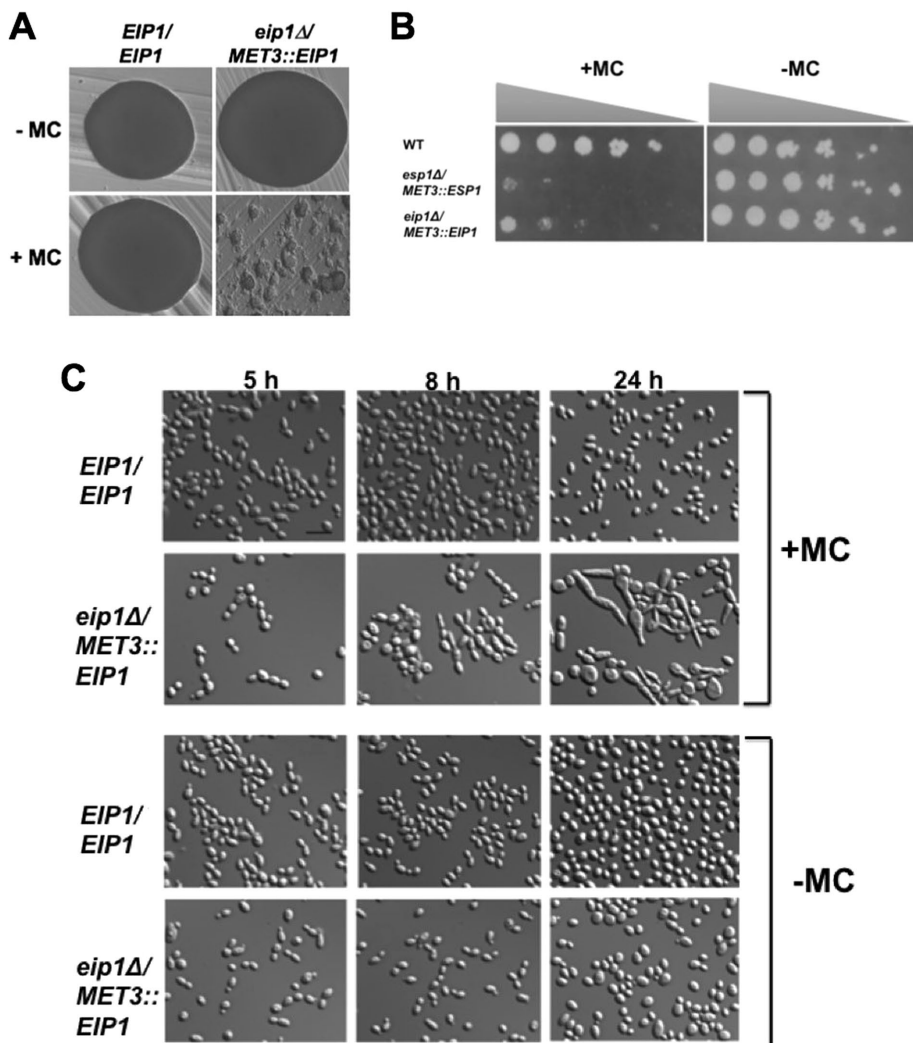 A
EIP1/
EIP1
eip1Δ/
MET3::EIP1
- MC
+ MC
B
+MC
-MC
WT
esp1Δ/
MET3::ESP1
eip1Δ/
MET3::EIP1
C
5 h
8 h
24 h
EIP1/
EIP1
eip1Δ/
MET3::
EIP1
+MC
EIP1/
EIP1
eip1Δ/
MET3::
EIP1
-MC